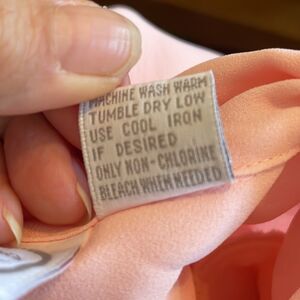 MACHINE WASH WARM
TUMBLE DRY LOW
USE COOL IRON
IF DESIRED
ONLY NON-CHLORINE
BLEACH WHEN NEEDED